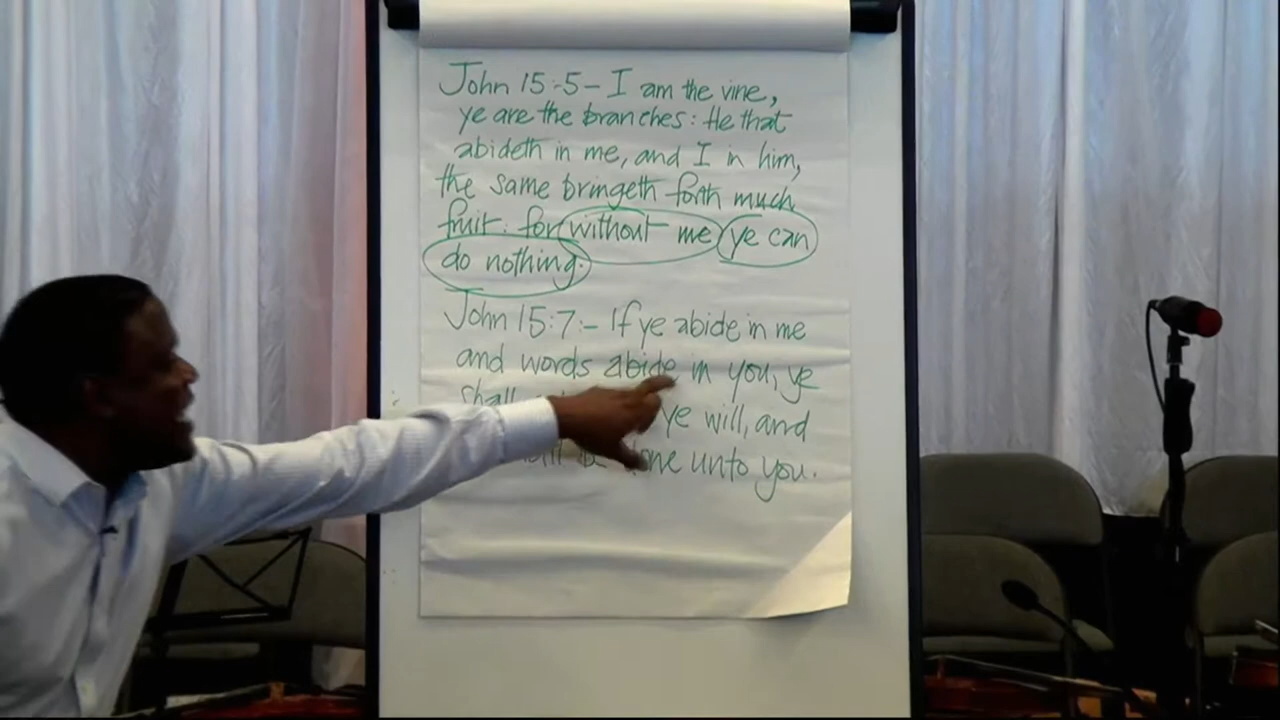 John 15:5 - I am the vine,
ye are the branches: He that
abideth in me, and I in him,
the same bringeth forth much
fruit: for without me ye can
do nothing.
John 15:7:- If ye abide in me
and words abide in you, ye
shall ye will, and
done unto you.